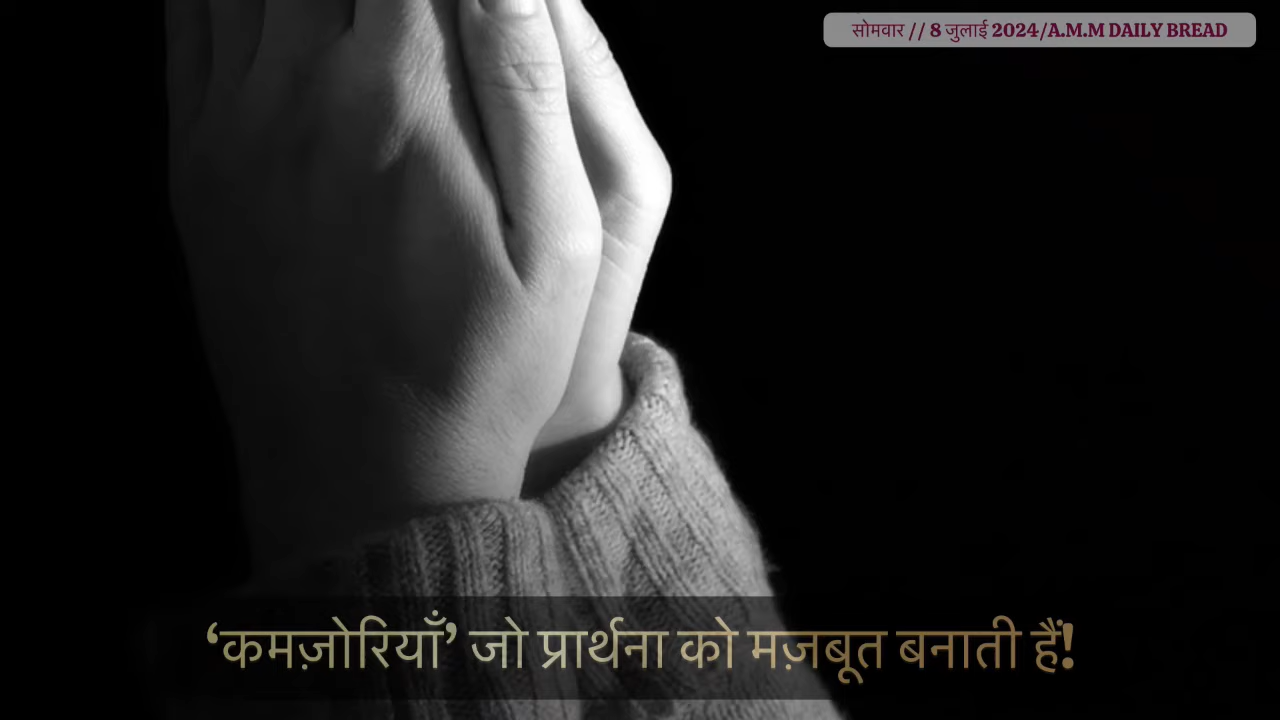 सोमवार // 8 जुलाई 2024/A.M.M DAILY BREAD
‘कमज़ोरियाँ’ जो प्रार्थना को मज़बूत बनाती हैं!